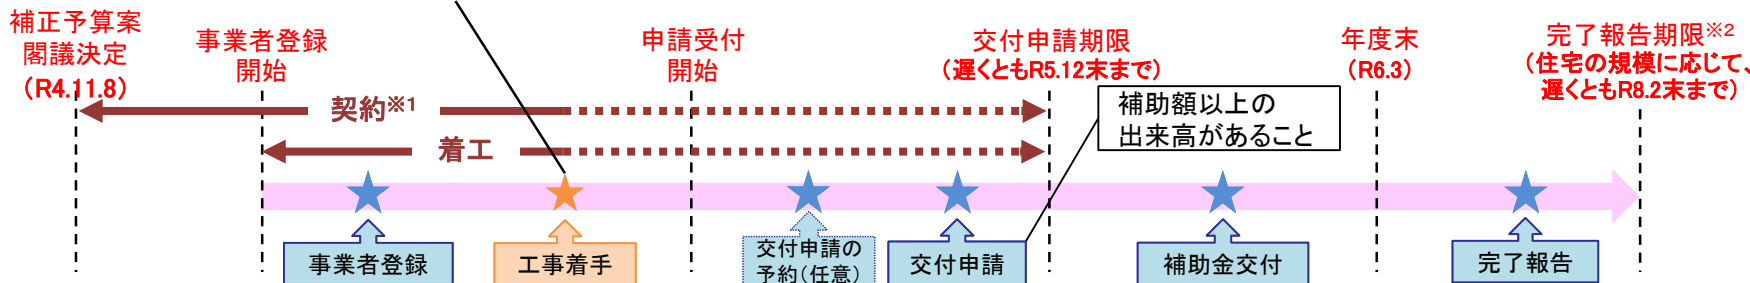 補正予算案
閣議決定
（R4.11.8）
事業者登録
開始
申請受付
開始
交付申請期限
（遅くともR5.12末まで）
年度末
（R6.3）
完了報告期限※2
（住宅の規模に応じて、
遅くともR8.2末まで）
契約※1
着工
補助額以上の
出来高があること
事業者登録
工事着手
交付申請の
予約（任意）
交付申請
補助金交付
完了報告